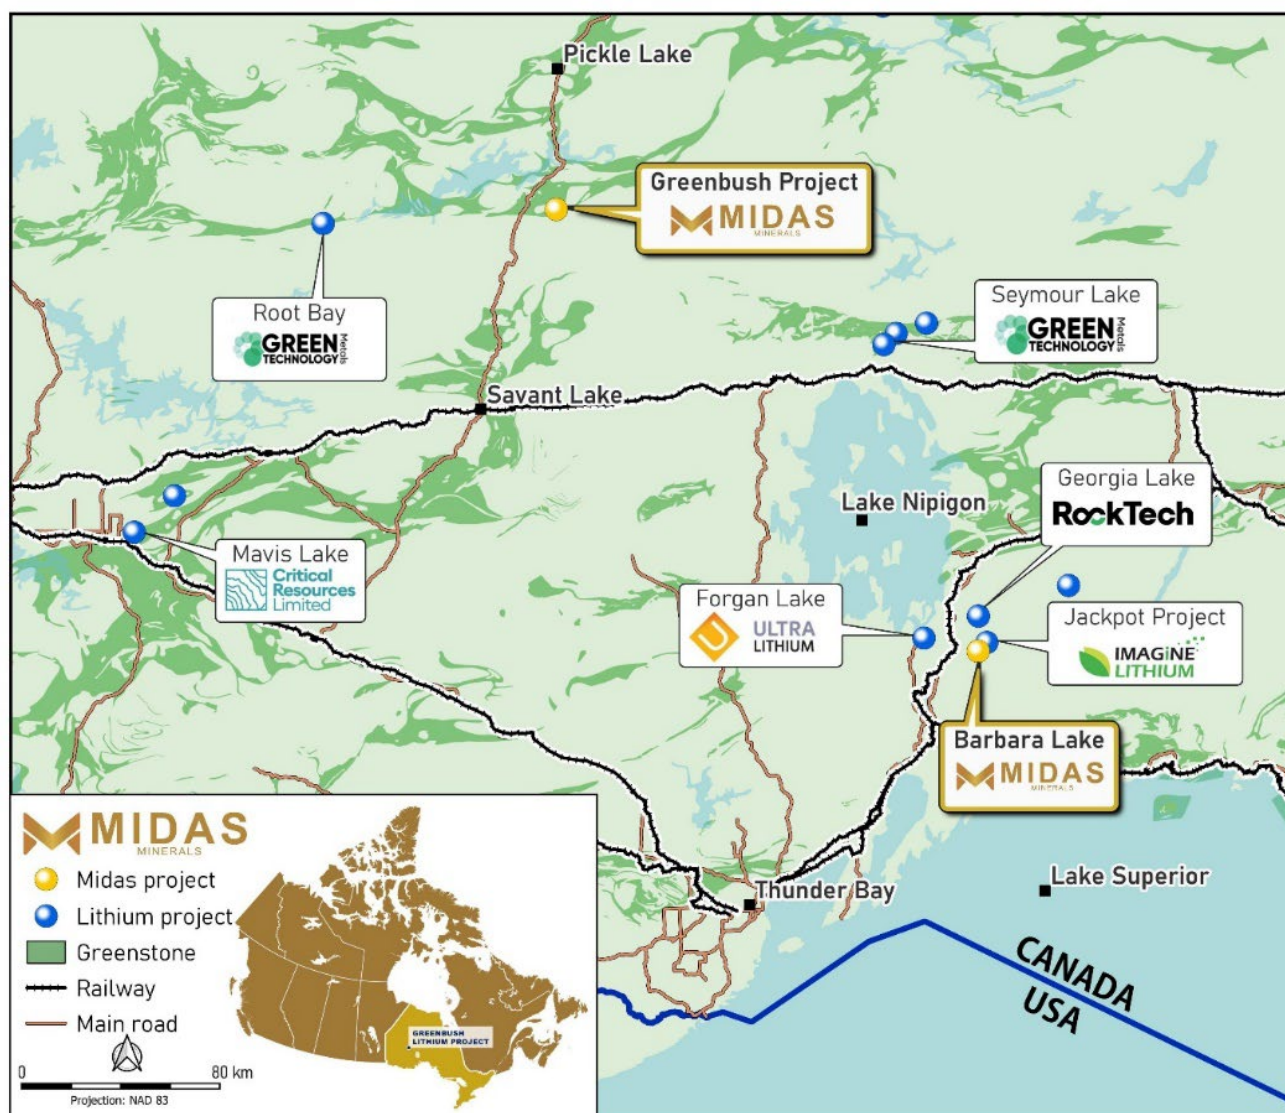 Pickle Lake
Greenbush Project
MIDAS
MINERALS
Root Bay
GREEN
TECHNOLOGY
Metals
Seymour Lake
GREEN
TECHNOLOGY
Metals
Savant Lake
Georgia Lake
RockTech
Lake Nipigon
Mavis Lake
Critical
Resources
Limited
Forgan Lake
ULTRA
LITHIUM
Jackpot Project
IMAGiNE
LITHIUM
Barbara Lake
MIDAS
MINERALS
Thunder Bay
Lake Superior
CANADA
USA
MIDAS
MINERALS
Midas project
Lithium project
Greenstone
Railway
Main road
GREENBUSH
LITHIUM PROJECT
0 80 km
Projection: NAD 83